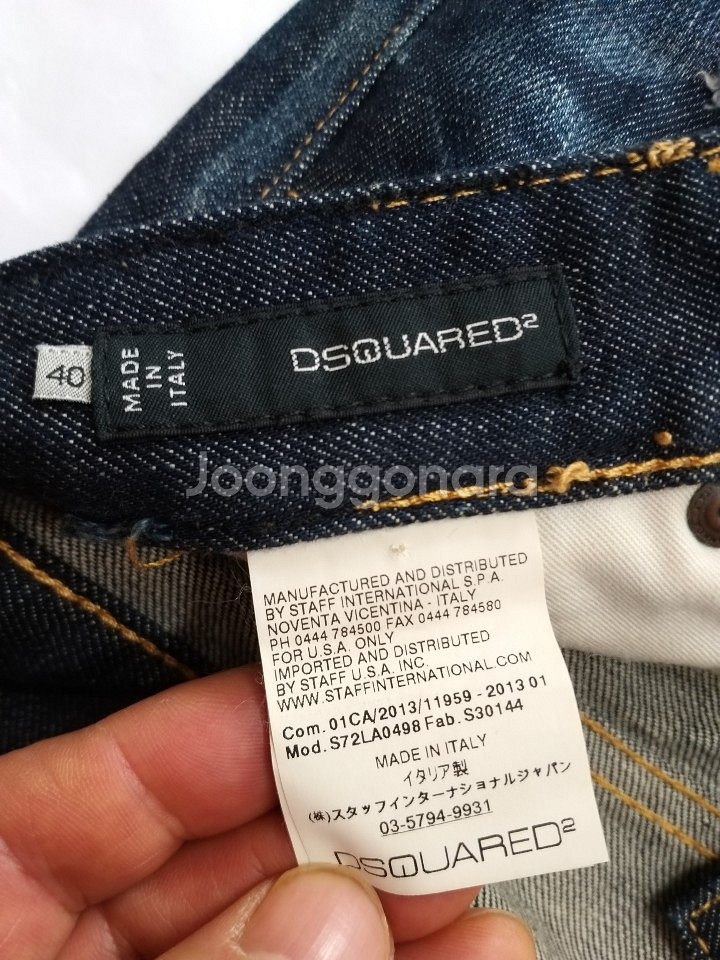 40
MADE
IN
ITALY
DSQUARED²
Joonggonara
MANUFACTURED AND DISTRIBUTED
BY STAFF INTERNATIONAL S.P.A.
NOVENTA VICENTINA - ITALY
PH 0444 784500 FAX 0444 784580
FOR U.S.A. ONLY
IMPORTED AND DISTRIBUTED
BY STAFF U.S.A. INC.
WWW.STAFFINTERNATIONAL.COM
Com. 01CA/2013/11959 - 2013 01
Mod. S72LA0498 Fab. S30144
MADE IN ITALY
イタリア製
(株)スタッフインターナショナルジャパン
03-5794-9931
DSQUARED²